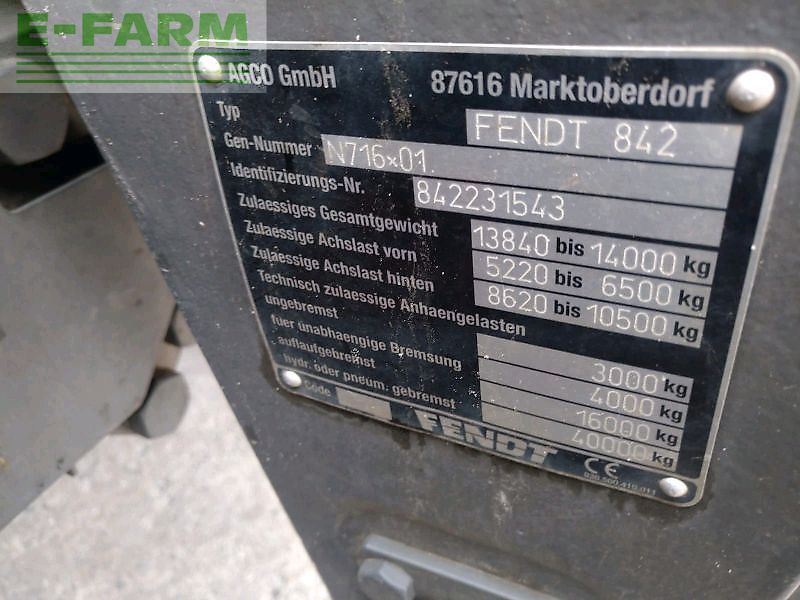 E-FARM
AGCO GmbH 87616 Marktoberdorf
Typ FENDT 842
Gen-Nummer N716*01
Identifizierungs-Nr. 842231543
Zulaessiges Gesamtgewicht 13840 bis 14000 kg
Zulaessige Achslast vorn 5220 bis 6500 kg
Zulaessige Achslast hinten 8620 bis 10500 kg
Technisch zulaessige Anhaengelasten
ungebremst 3000 kg
fuer unabhaengige Bremsung 4000 kg
auflaufgebremst 16000 kg
hydr. oder pneum. gebremst 40000 kg
Code
FENDT CE